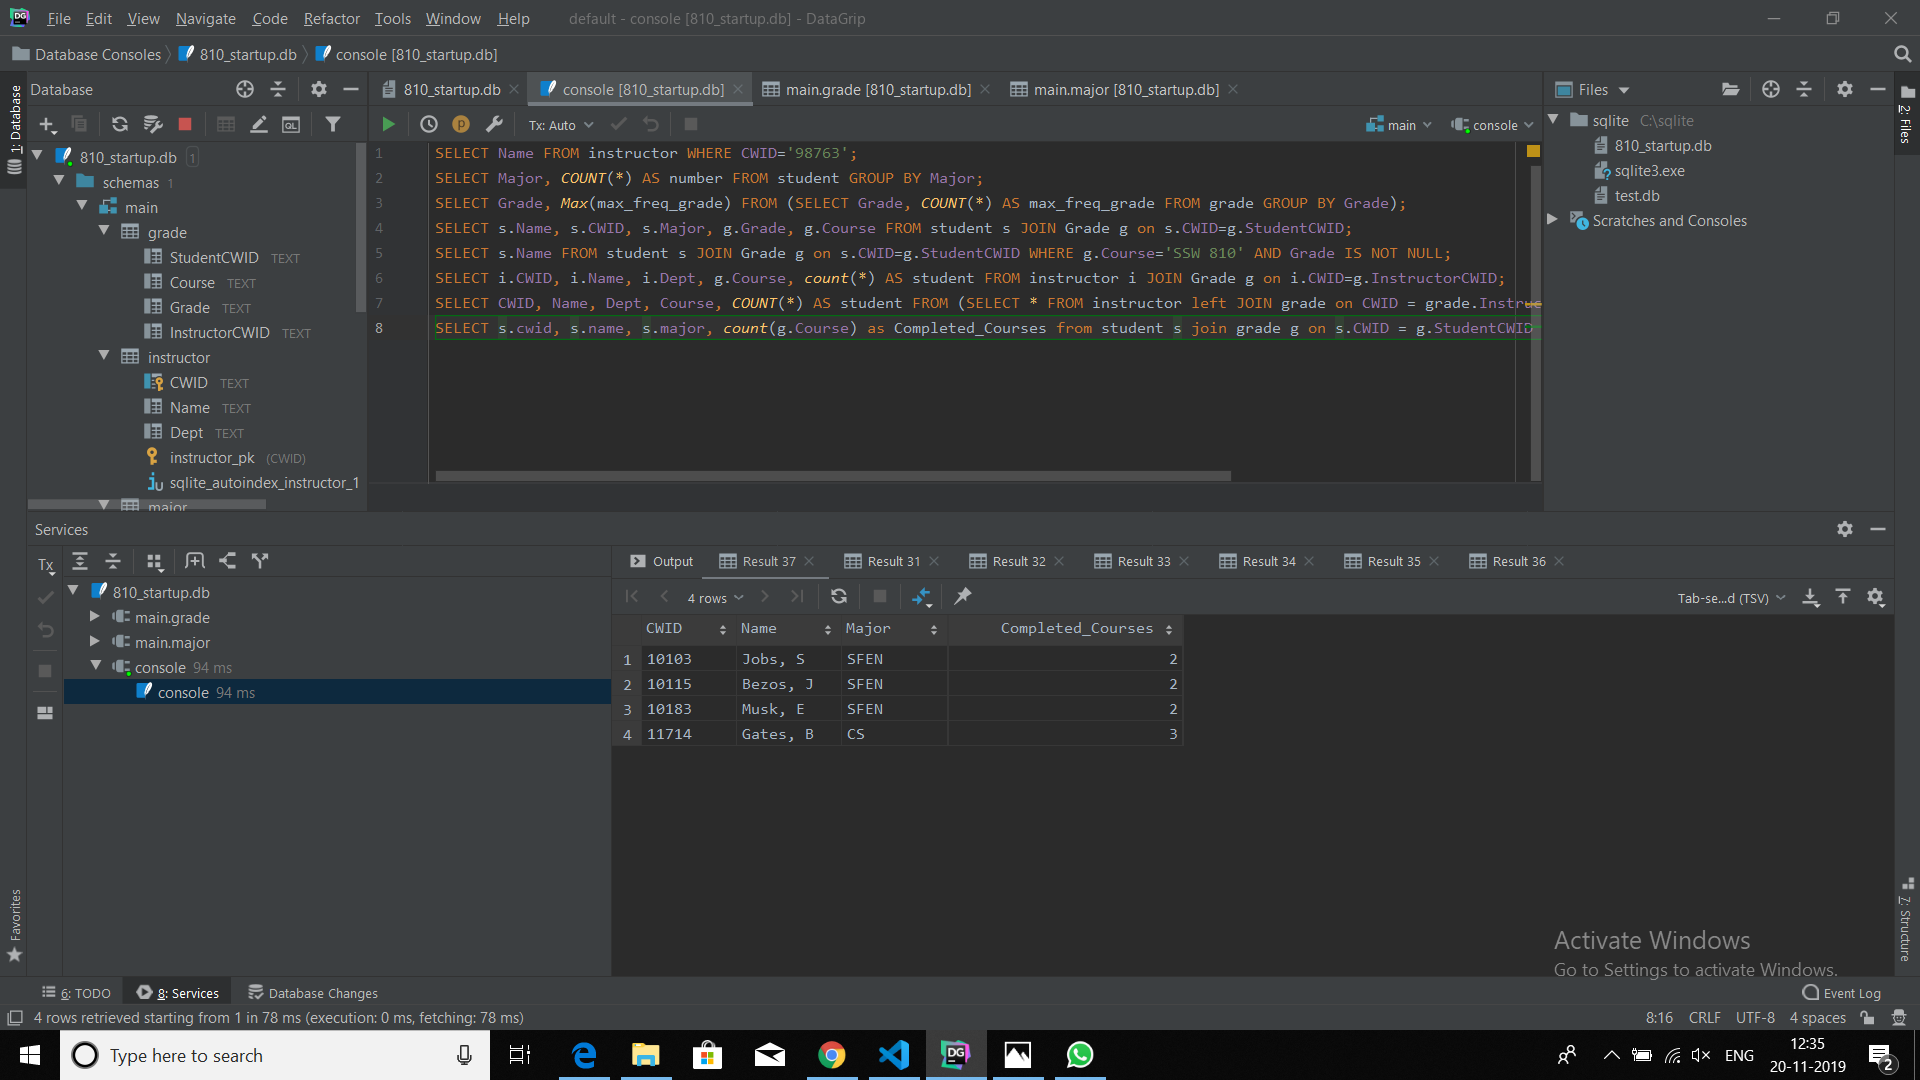 File Edit View Navigate Code Refactor Tools Window Help default - console [810_startup.db] - DataGrip
Database Consoles 810_startup.db console [810_startup.db]
1: Database
Database
810_startup.db console [810_startup.db] main.grade [810_startup.db] main.major [810_startup.db]
Files
2: Files
Tx: Auto main console
810_startup.db 1
schemas 1
main
grade
StudentCWID TEXT
Course TEXT
Grade TEXT
InstructorCWID TEXT
instructor
CWID TEXT
Name TEXT
Dept TEXT
instructor_pk (CWID)
sqlite_autoindex_instructor_1
major
1 SELECT Name FROM instructor WHERE CWID='98763';
2 SELECT Major, COUNT(*) AS number FROM student GROUP BY Major;
3 SELECT Grade, Max(max_freq_grade) FROM (SELECT Grade, COUNT(*) AS max_freq_grade FROM grade GROUP BY Grade);
4 SELECT s.Name, s.CWID, s.Major, g.Grade, g.Course FROM student s JOIN Grade g on s.CWID=g.StudentCWID;
5 SELECT s.Name FROM student s JOIN Grade g on s.CWID=g.StudentCWID WHERE g.Course='SSW 810' AND Grade IS NOT NULL;
6 SELECT i.CWID, i.Name, i.Dept, g.Course, count(*) AS student FROM instructor i JOIN Grade g on i.CWID=g.InstructorCWID;
7 SELECT CWID, Name, Dept, Course, COUNT(*) AS student FROM (SELECT * FROM instructor left JOIN grade on CWID = grade.Instruc
8 SELECT s.cwid, s.name, s.major, count(g.Course) as Completed_Courses from student s join grade g on s.CWID = g.StudentCWID
sqlite C:\sqlite
810_startup.db
sqlite3.exe
test.db
Scratches and Consoles
Services
Tx
810_startup.db
main.grade
main.major
console 94 ms
console 94 ms
Output Result 37 Result 31 Result 32 Result 33 Result 34 Result 35 Result 36
4 rows Tab-se...d (TSV)
CWID Name Major Completed_Courses
1 10103 Jobs, S SFEN 2
2 10115 Bezos, J SFEN 2
3 10183 Musk, E SFEN 2
4 11714 Gates, B CS 3
Favorites
7: Structure
Activate Windows
Go to Settings to activate Windows.
6: TODO 8: Services Database Changes Event Log
4 rows retrieved starting from 1 in 78 ms (execution: 0 ms, fetching: 78 ms) 8:16 CRLF UTF-8 4 spaces
Type here to search
DG
ENG
12:35
20-11-2019
2